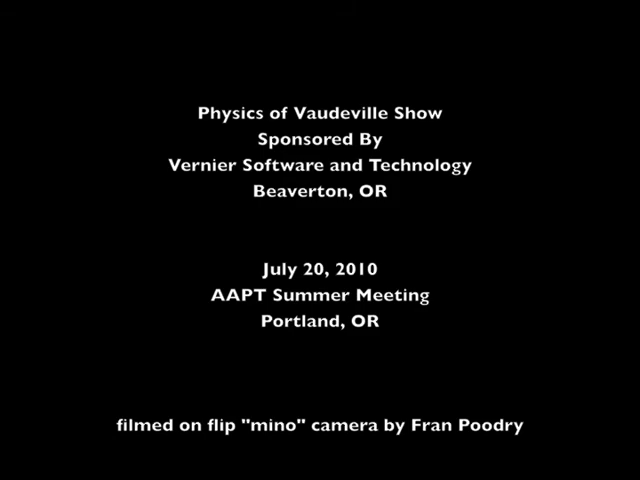 Physics of Vaudeville Show
Sponsored By
Vernier Software and Technology
Beaverton, OR
July 20, 2010
AAPT Summer Meeting
Portland, OR
filmed on flip "mino" camera by Fran Poodry